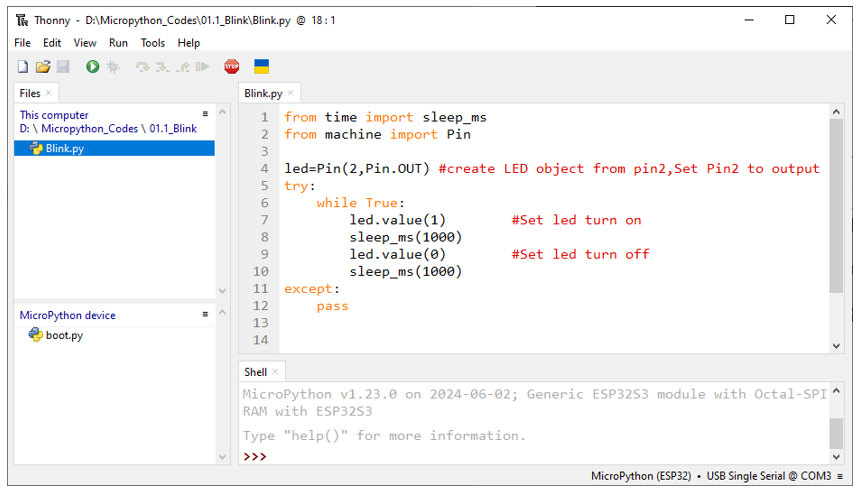 Thonny - D:\Micropython_Codes\01.1_Blink\Blink.py @ 18:1
File Edit View Run Tools Help
STOP
Files
This computer
D: \ Micropython_Codes \ 01.1_Blink
Blink.py
MicroPython device
boot.py
Blink.py
1 from time import sleep_ms
2 from machine import Pin
3
4 led=Pin(2,Pin.OUT) #create LED object from pin2,Set Pin2 to output
5 try:
6     while True:
7         led.value(1)        #Set led turn on
8         sleep_ms(1000)
9         led.value(0)        #Set led turn off
10         sleep_ms(1000)
11 except:
12     pass
13
14
Shell
MicroPython v1.23.0 on 2024-06-02; Generic ESP32S3 module with Octal-SPI
RAM with ESP32S3
Type "help()" for more information.
>>>
MicroPython (ESP32) • USB Single Serial @ COM3